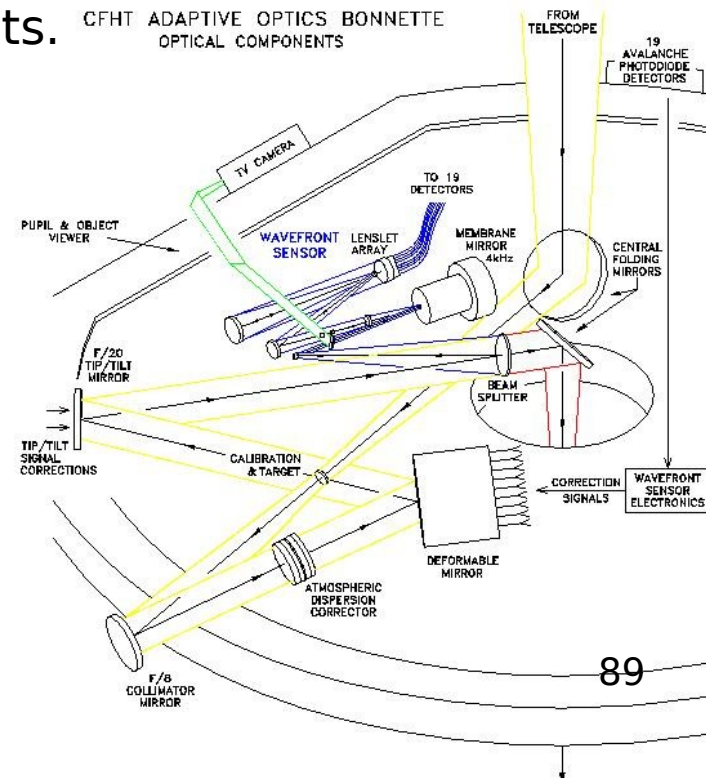 ts.
CFHT ADAPTIVE OPTICS BONNETTE
OPTICAL COMPONENTS
FROM
TELESCOPE
19
AVALANCHE
PHOTODIODE
DETECTORS
TV CAMERA
TO 19
DETECTORS
PUPIL & OBJECT
VIEWER
WAVEFRONT
SENSOR
LENSLET
ARRAY
MEMBRANE
MIRROR
4kHz
CENTRAL
FOLDING
MIRRORS
F/20
TIP/TILT
MIRROR
BEAM
SPLITTER
TIP/TILT
SIGNAL
CORRECTIONS
CALIBRATION
& TARGET
CORRECTION
SIGNALS
WAVEFRONT
SENSOR
ELECTRONICS
DEFORMABLE
MIRROR
ATMOSPHERIC
DISPERSION
CORRECTOR
F/8
COLLIMATOR
MIRROR
89